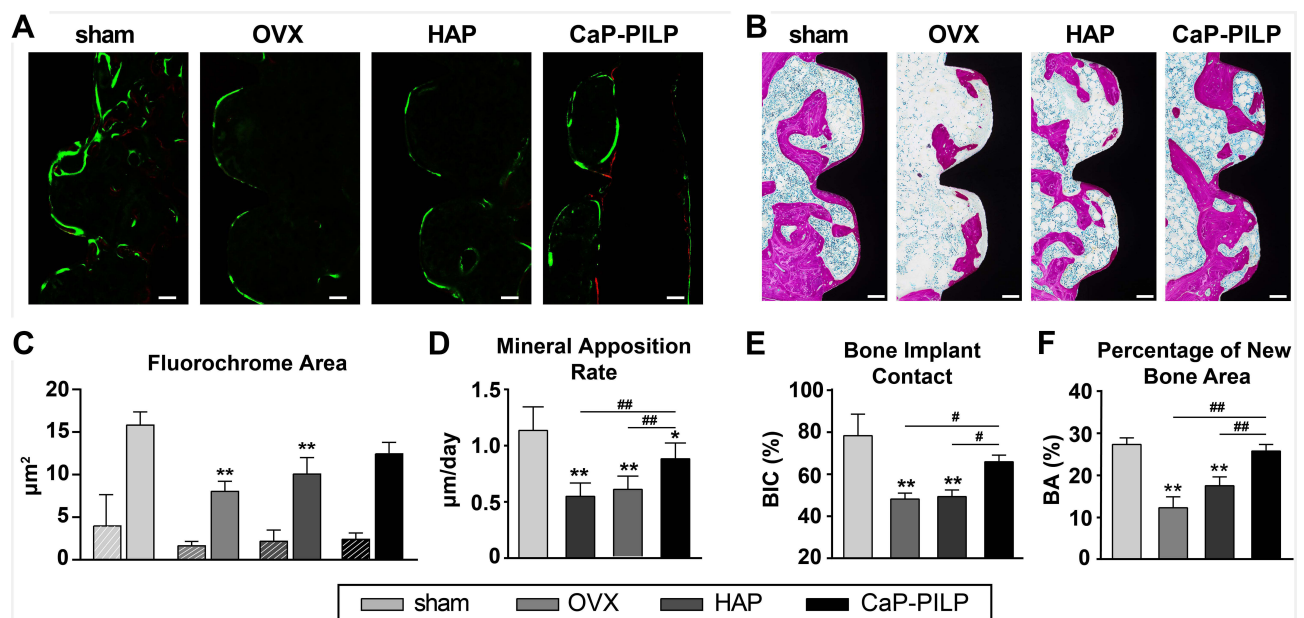 A
sham
OVX
HAP
CaP-PILP
B
sham
OVX
HAP
CaP-PILP
C
Fluorochrome Area
20
15
10
5
0
µm²
**
**
D
Mineral Apposition
Rate
1.5
1.0
0.5
0.0
µm/day
##
##
**
**
*
E
Bone Implant
Contact
100
80
60
40
20
BIC (%)
#
#
**
**
F
Percentage of New
Bone Area
40
30
20
10
0
BA (%)
##
##
**
**
sham
OVX
HAP
CaP-PILP